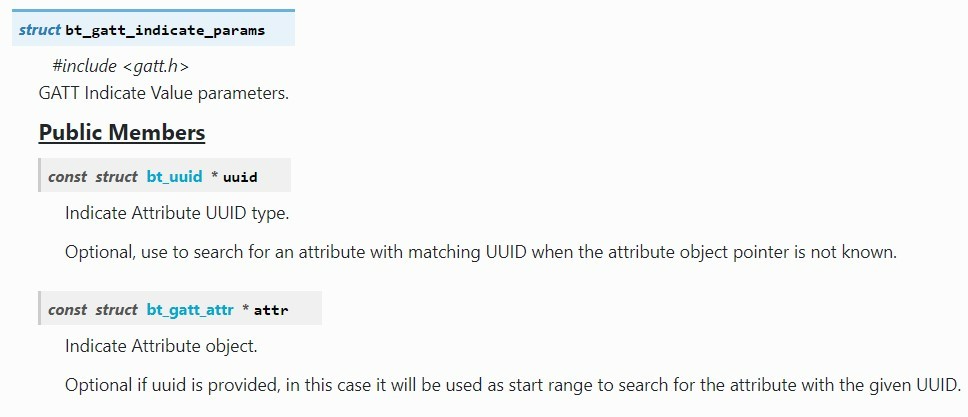 struct bt_gatt_indicate_params
#include <gatt.h>
GATT Indicate Value parameters.
Public Members
const struct bt_uuid * uuid
Indicate Attribute UUID type.
Optional, use to search for an attribute with matching UUID when the attribute object pointer is not known.
const struct bt_gatt_attr * attr
Indicate Attribute object.
Optional if uuid is provided, in this case it will be used as start range to search for the attribute with the given UUID.